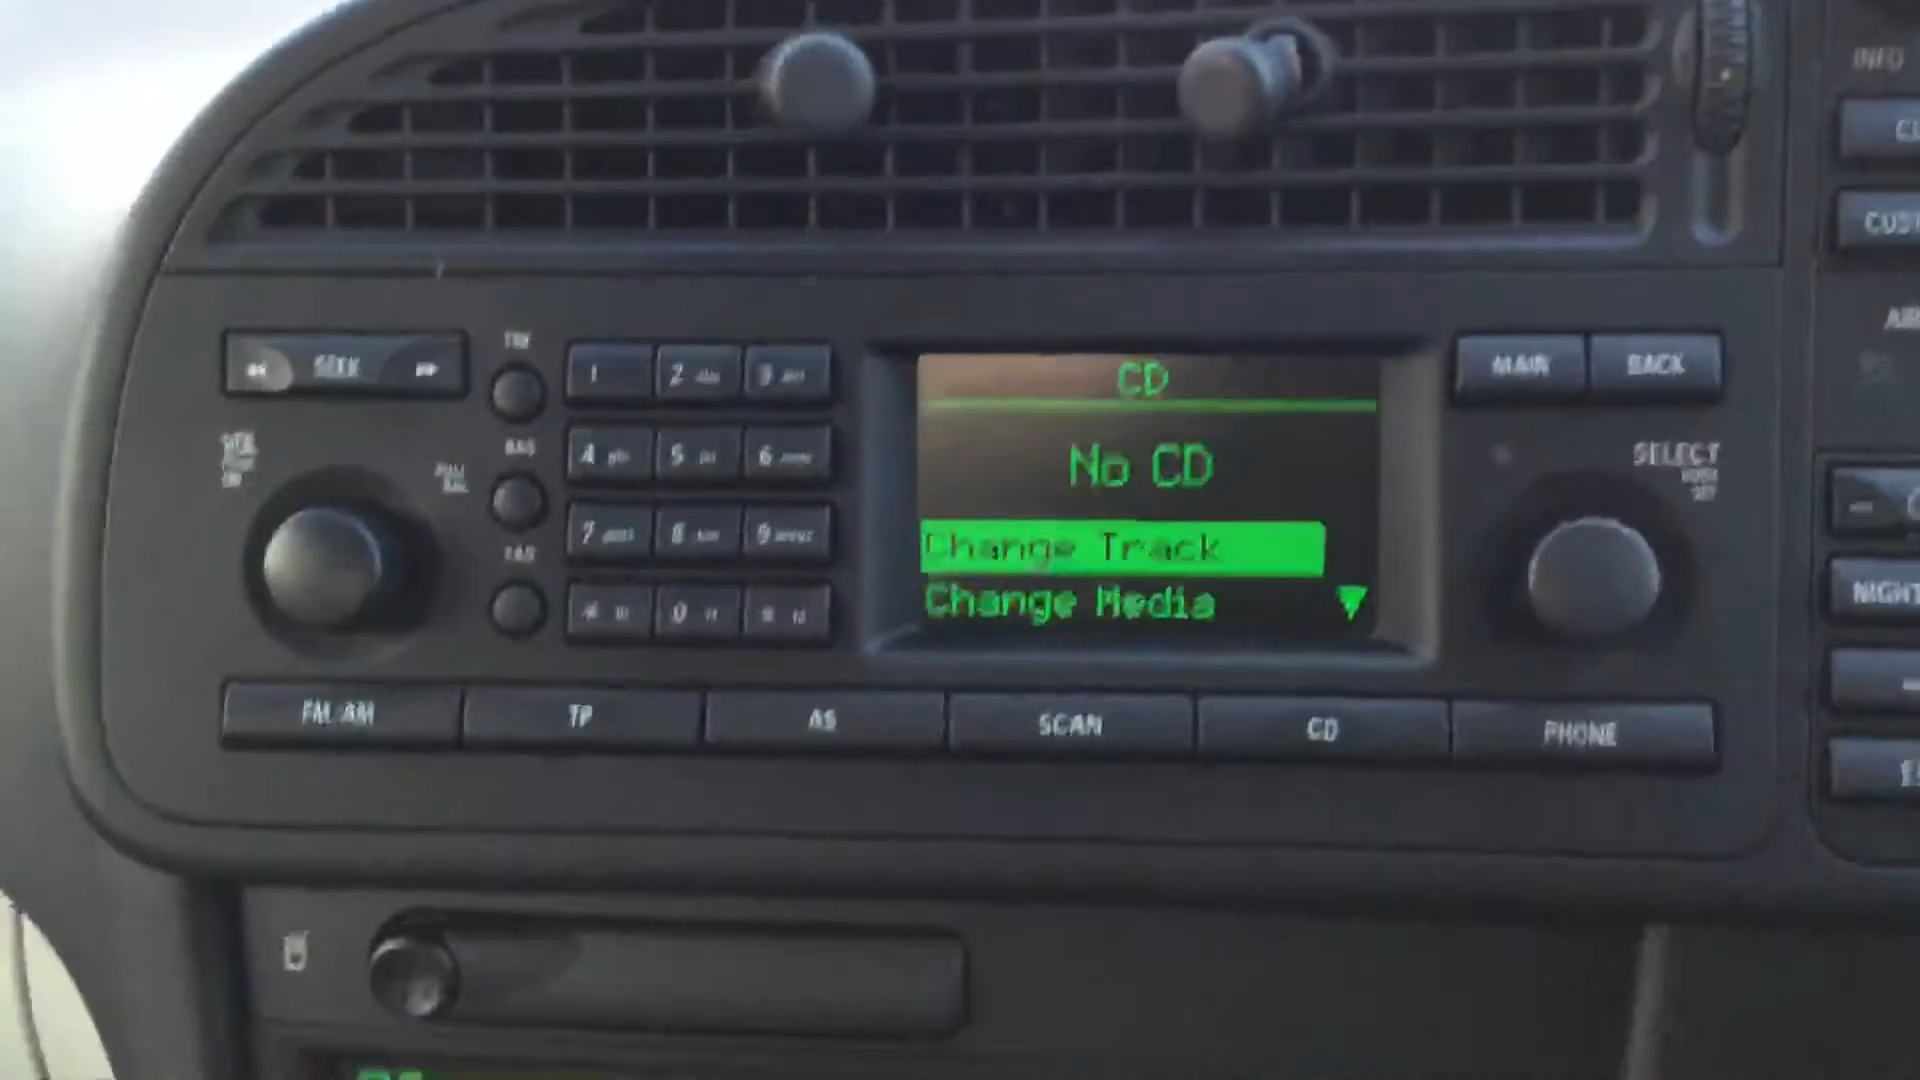 INFO
CUST
SEEK
1
2
3
MAIN
BACK
CD
No CD
4
5
6
SELECT
Change Track
7
8
9
Change Media
NIGHT
0
FM/AM
TP
AS
SCAN
CD
PHONE